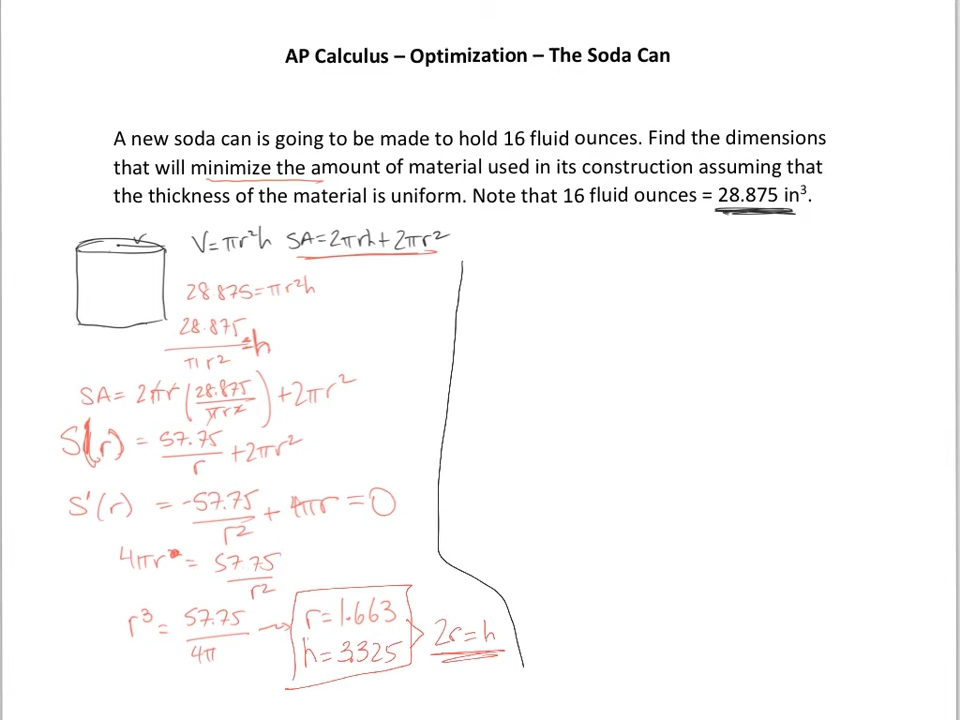 AP Calculus – Optimization – The Soda Can
A new soda can is going to be made to hold 16 fluid ounces. Find the dimensions
that will minimize the amount of material used in its construction assuming that
the thickness of the material is uniform. Note that 16 fluid ounces = 28.875 in³.
r
V=πr²h SA=2πrh+2πr²
28.875=πr²h
28.875/πr² = h
SA= 2πr (28.875/πr²) +2πr²
S(r) = 57.75/r +2πr²
S'(r) = -57.75/r² + 4πr = 0
4πr = 57.75/r²
r³ = 57.75/4π → r=1.663
h=3.325 } 2r=h